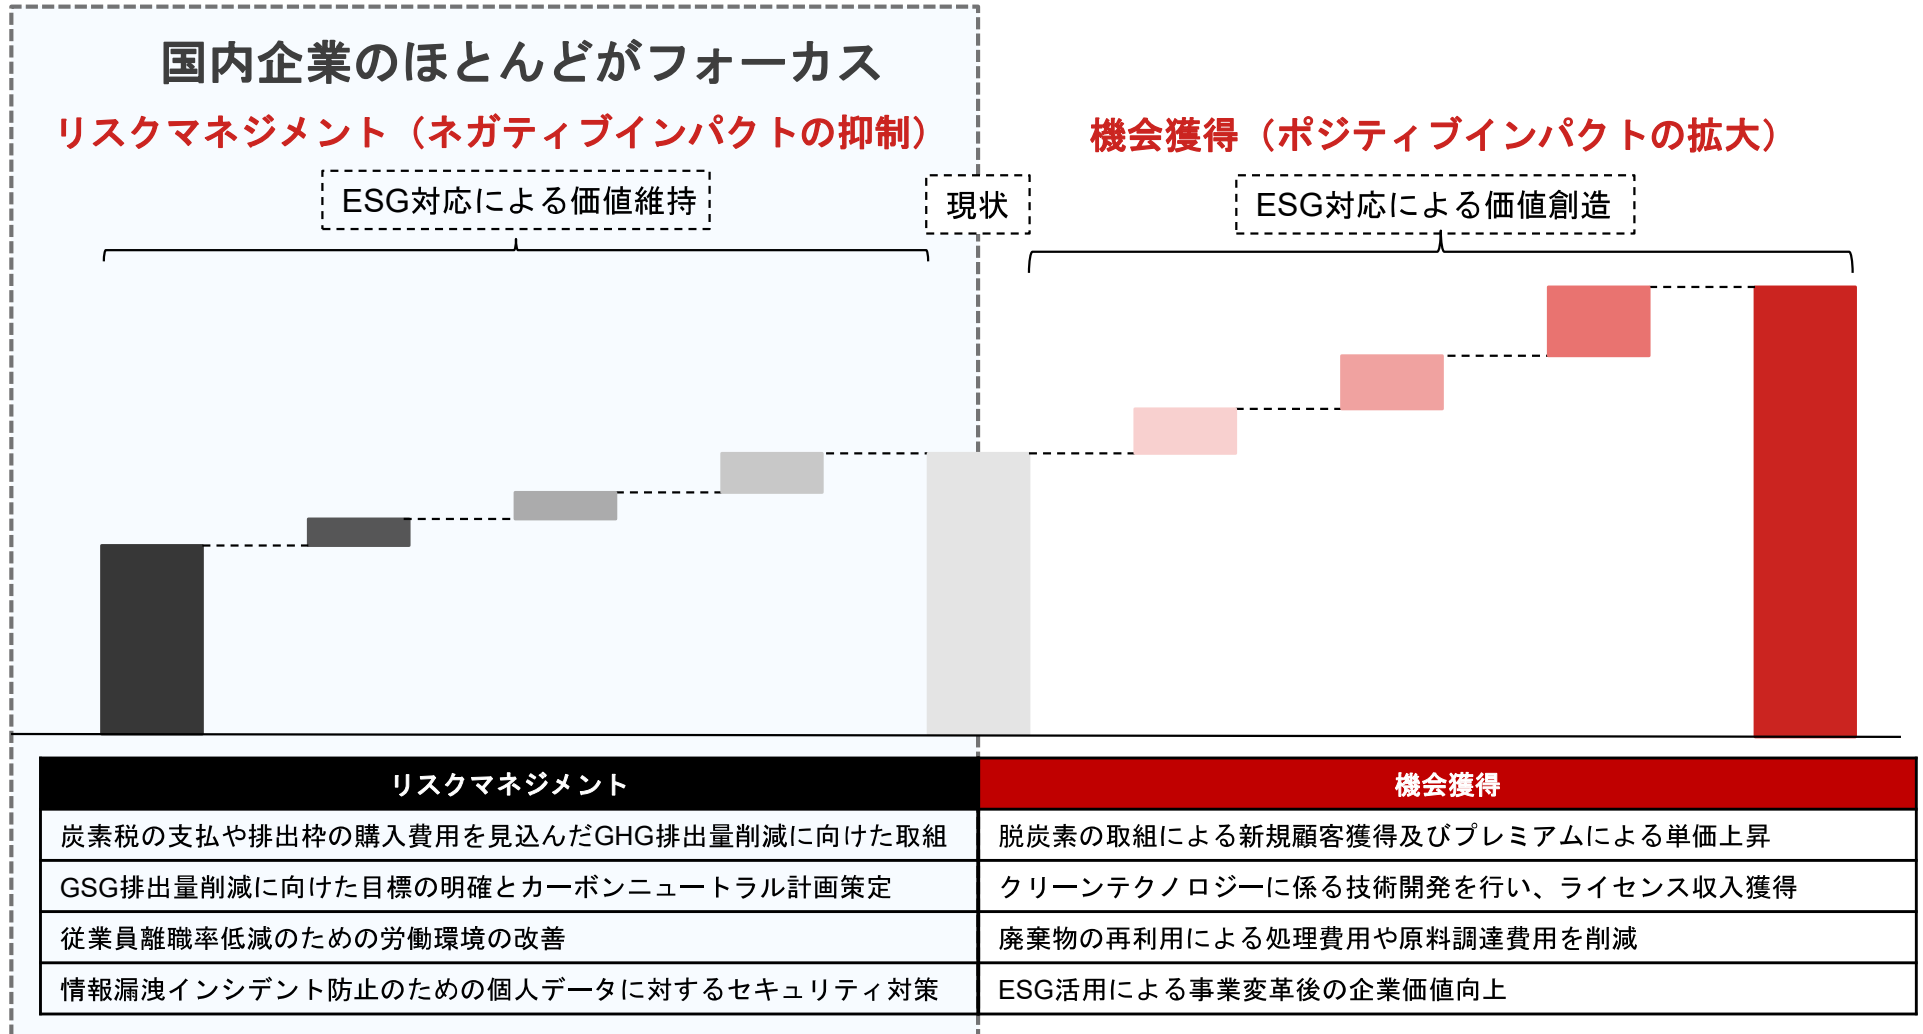 国内企業のほとんどがフォーカス
リスクマネジメント（ネガティブインパクトの抑制）
機会獲得（ポジティブインパクトの拡大）
ESG対応による価値維持
現状
ESG対応による価値創造
リスクマネジメント
機会獲得
炭素税の支払や排出枠の購入費用を見込んだGHG排出量削減に向けた取組
脱炭素の取組による新規顧客獲得及びプレミアムによる単価上昇
GSG排出量削減に向けた目標の明確とカーボンニュートラル計画策定
クリーンテクノロジーに係る技術開発を行い、ライセンス収入獲得
従業員離職率低減のための労働環境の改善
廃棄物の再利用による処理費用や原料調達費用を削減
情報漏洩インシデント防止のための個人データに対するセキュリティ対策
ESG活用による事業変革後の企業価値向上